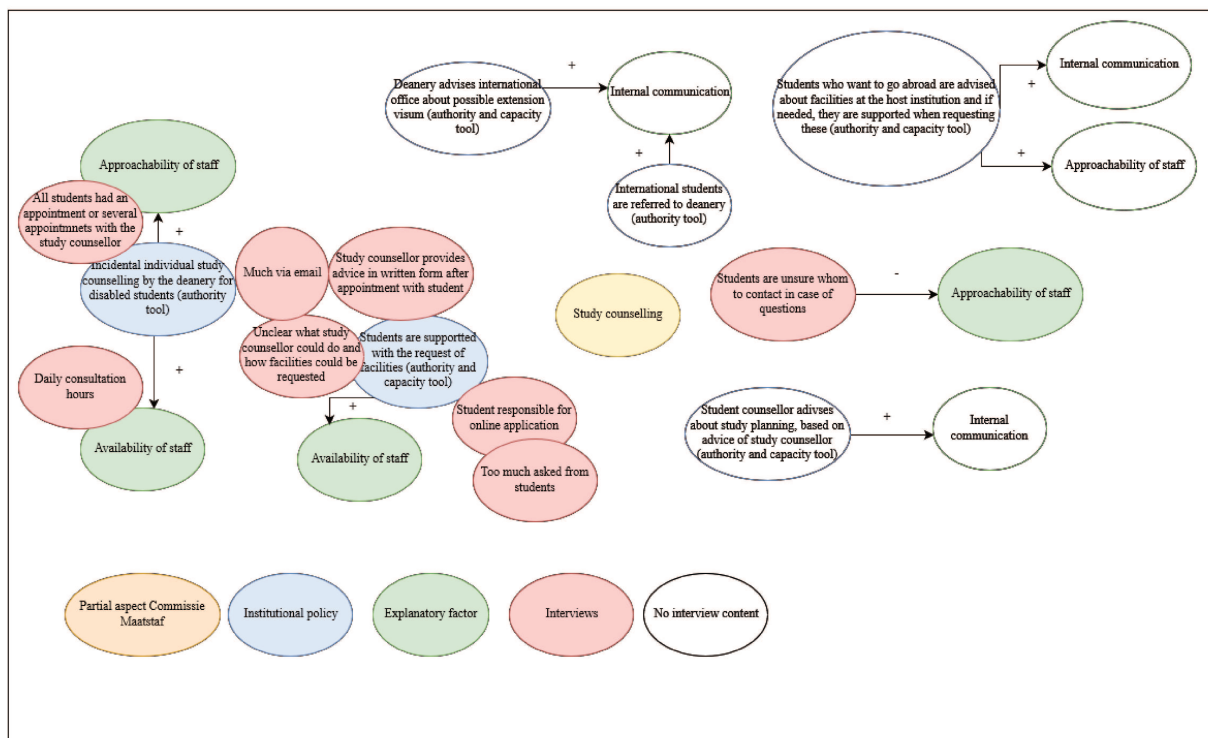 Deanery advises international
office about possible extension
visum (authority and capacity
tool)
+
Internal communication
+
International students
are referred to deanery
(authority tool)
Students who want to go abroad are advised
about facilities at the host institution and if
needed, they are supported when requesting
these (authority and capacity tool)
Internal communication
+
+
Approachability of staff
Approachability of staff
All students had an
appointment or several
appointmnets with the
study counsellor
+
Incidental individual study
counselling by the deanery for
disabled students (authority
tool)
+
Daily consultation
hours
Availability of staff
Much via email
Study counsellor provides
advice in written form after
appointment with student
Unclear what study
counsellor could do and
how facilities could be
requested
Students are supportted
with the request of
facilities (authority and
capacity tool)
+
Availability of staff
Student responsible for
online application
Too much asked from
students
Study counselling
Students are unsure whom
to contact in case of
questions
-
Approachability of staff
Student counsellor adivses
about study planning, based on
advice of study counsellor
(authority and capacity tool)
+
Internal
communication
Partial aspect Commissie
Maatstaf
Institutional policy
Explanatory factor
Interviews
No interview content